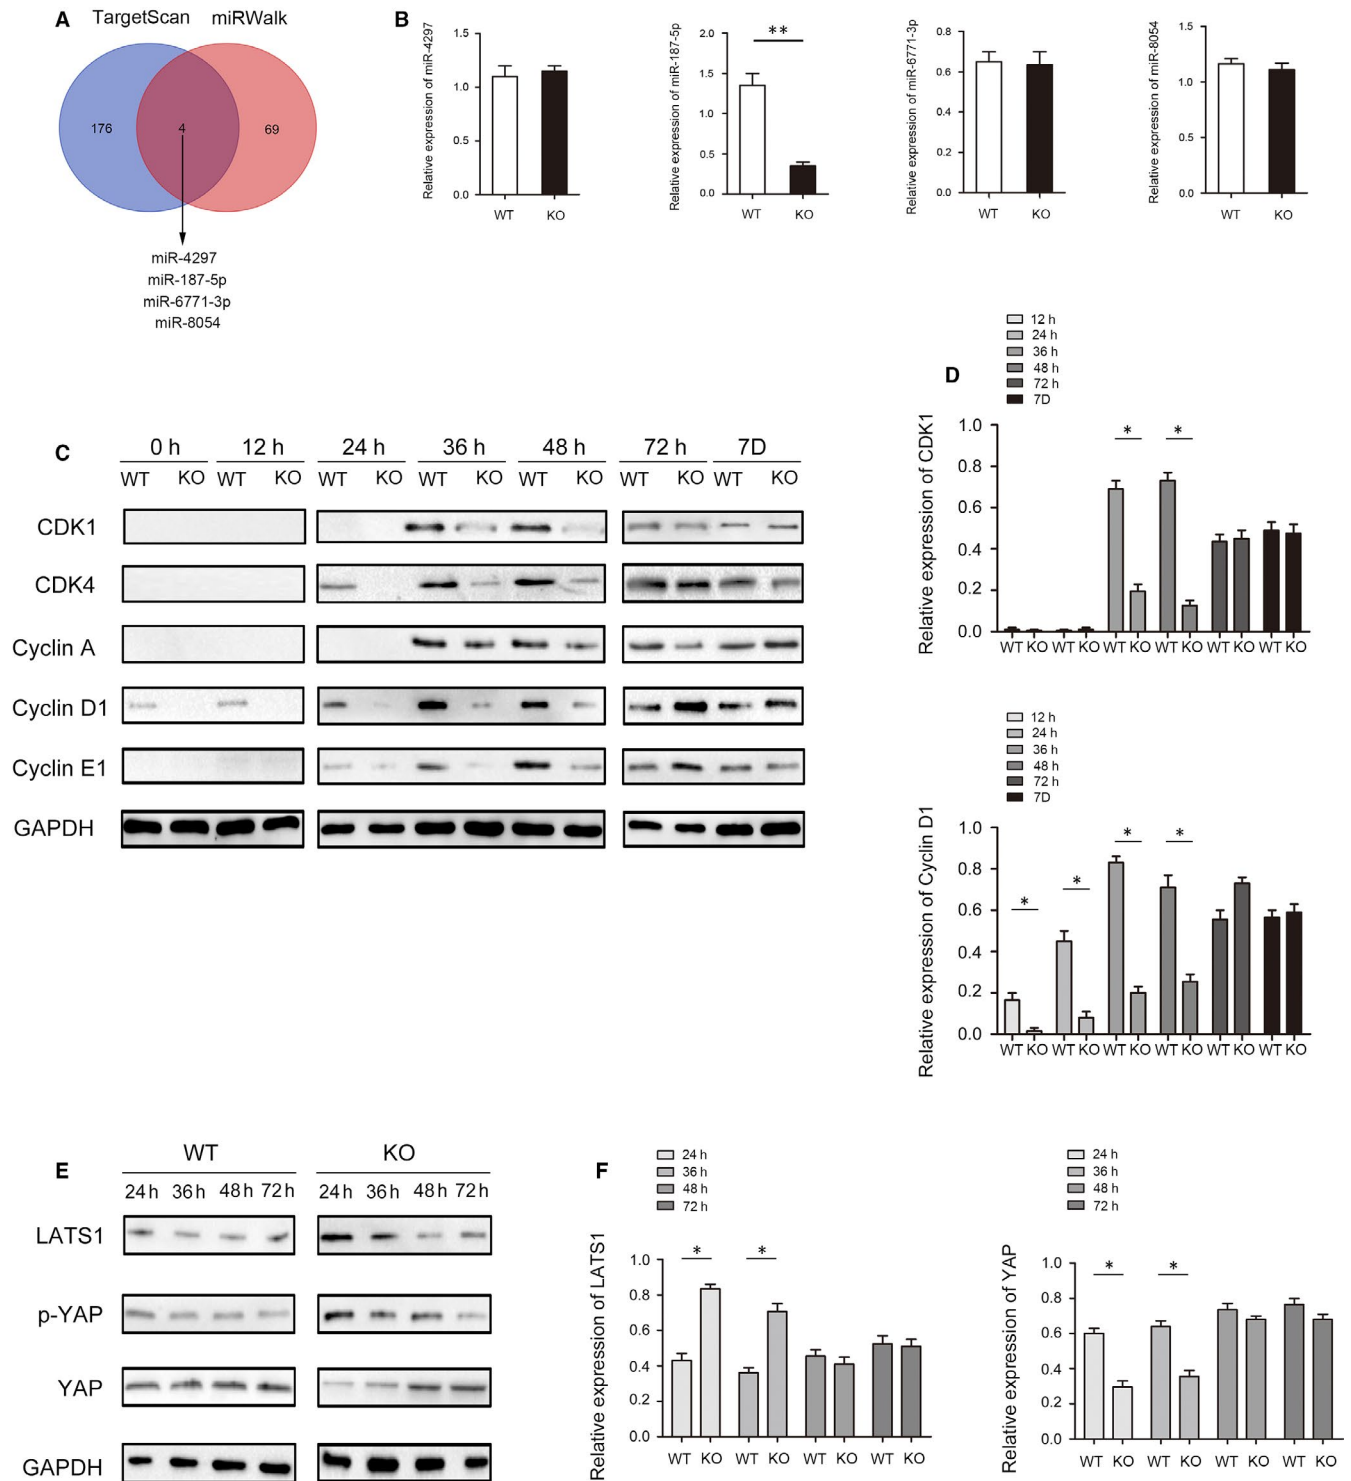 A
TargetScan miRWalk
176 4 69
miR-4297
miR-187-5p
miR-6771-3p
miR-8054
B
Relative expression of miR-4297
1.5
1.0
0.5
0.0
WT KO
Relative expression of miR-187-5p
**
2.0
1.5
1.0
0.5
0.0
WT KO
Relative expression of miR-6771-3p
0.8
0.6
0.4
0.2
0.0
WT KO
Relative expression of miR-8054
1.5
1.0
0.5
0.0
WT KO
C
0 h 12 h 24 h 36 h 48 h 72 h 7D
WT KO WT KO WT KO WT KO WT KO WT KO WT KO
CDK1
CDK4
Cyclin A
Cyclin D1
Cyclin E1
GAPDH
D
12 h
24 h
36 h
48 h
72 h
7D
Relative expression of CDK1
1.0
0.8
0.6
0.4
0.2
0.0
* *
WT KO WT KO WT KO WT KO WT KO WT KO
12 h
24 h
36 h
48 h
72 h
7D
Relative expression of Cyclin D1
1.0
0.8
0.6
0.4
0.2
0.0
* * * *
WT KO WT KO WT KO WT KO WT KO WT KO
E
WT KO
24 h 36 h 48 h 72 h 24 h 36 h 48 h 72 h
LATS1
p-YAP
YAP
GAPDH
F
24 h
36 h
48 h
72 h
Relative expression of LATS1
1.0
0.8
0.6
0.4
0.2
0.0
* *
WT KO WT KO WT KO WT KO
24 h
36 h
48 h
72 h
Relative expression of YAP
1.0
0.8
0.6
0.4
0.2
0.0
* *
WT KO WT KO WT KO WT KO